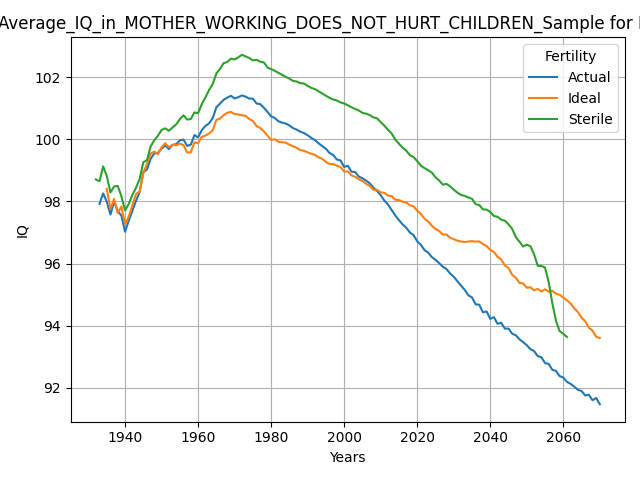 Average_IQ_in_MOTHER_WORKING_DOES_NOT_HURT_CHILDREN_Sample for
Fertility
Actual
Ideal
Sterile
IQ
102
100
98
96
94
92
1940 1960 1980 2000 2020 2040 2060
Years